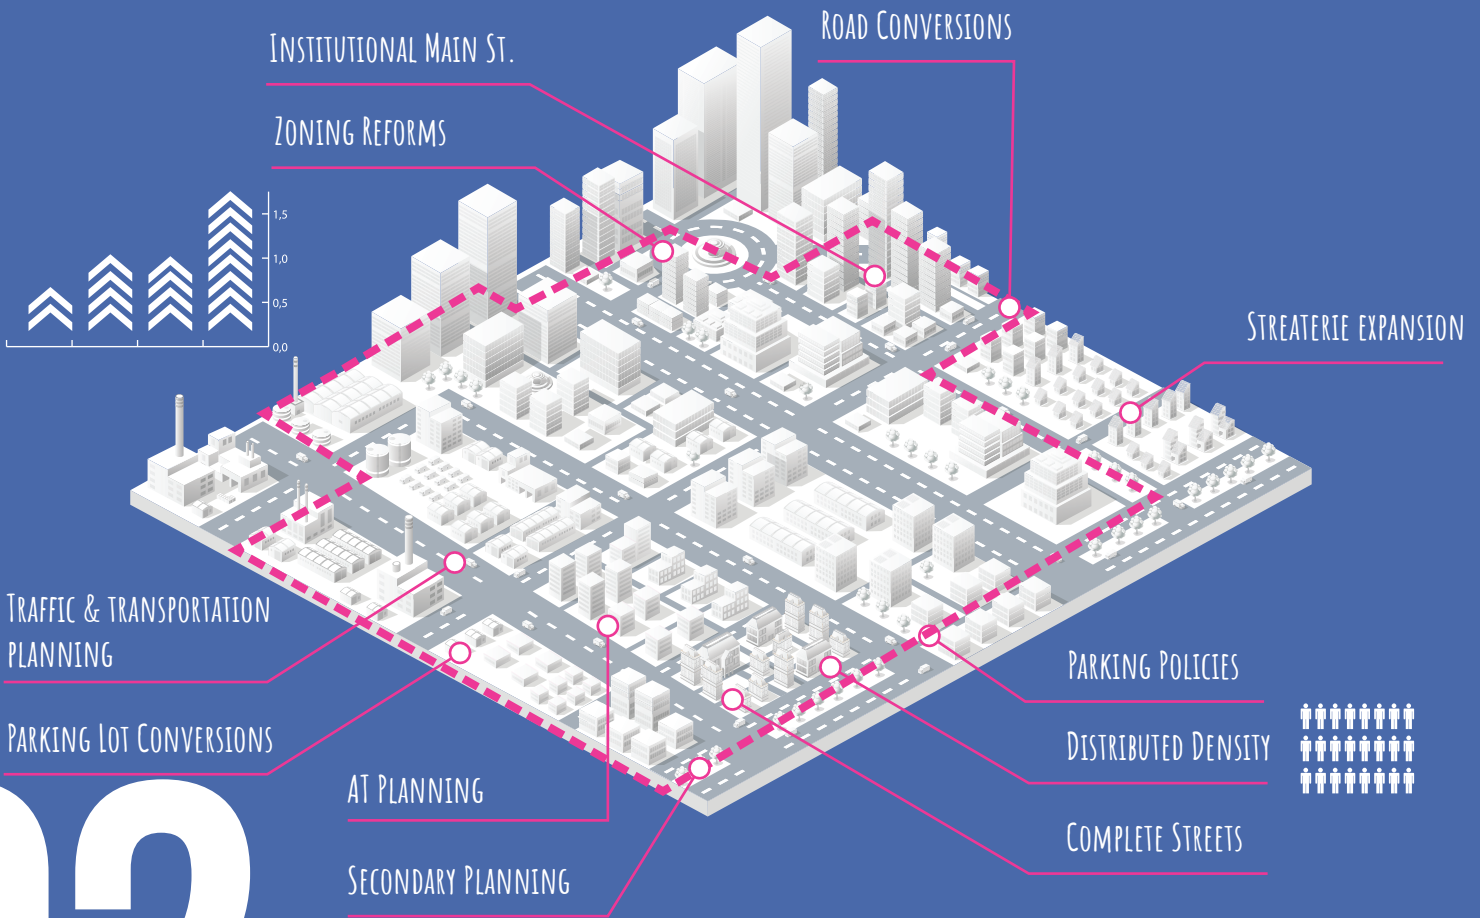 Road Conversions
Institutional Main St.
Zoning Reforms
1,5
1,0
0,5
0,0
Streaterie expansion
Traffic & transportation
planning
Parking Lot Conversions
AT Planning
Secondary Planning
Parking Policies
Distributed Density
Complete Streets